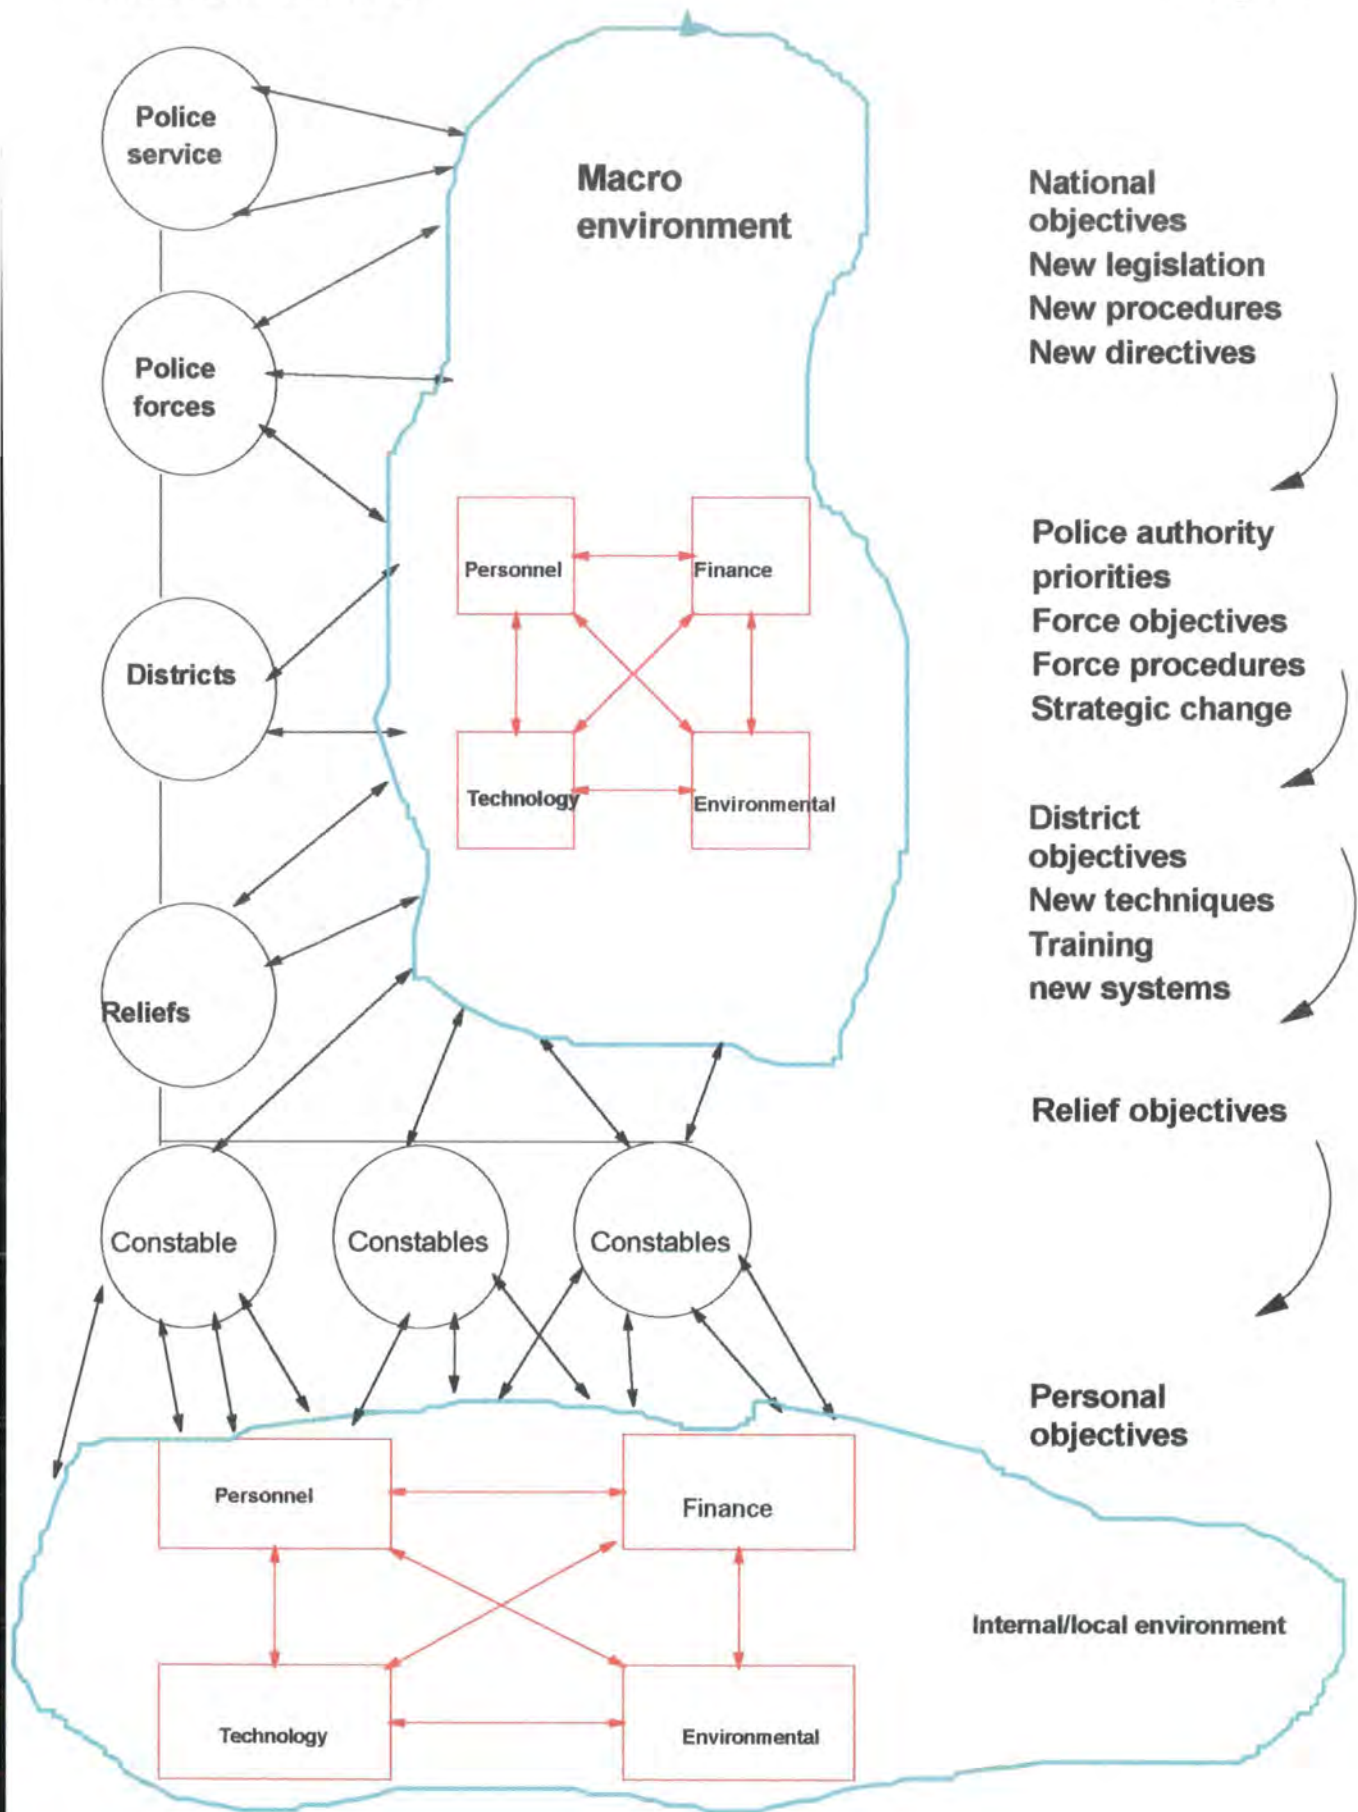 Police
service
Macro
environment
National
objectives
New legislation
New procedures
New directives
Police
forces
Police authority
priorities
Force objectives
Force procedures
Strategic change
Personnel
Finance
Districts
Technology
Environmental
District
objectives
New techniques
Training
new systems
Reliefs
Relief objectives
Constable
Constables
Constables
Personal
objectives
Personnel
Finance
Internal/local environment
Technology
Environmental